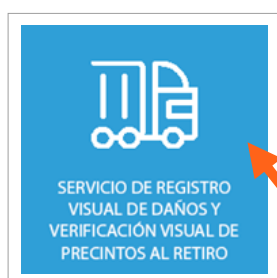 SERVICIO DE REGISTRO
VISUAL DE DAÑOS Y
VERIFICACIÓN VISUAL DE
PRECINTOS AL RETIRO